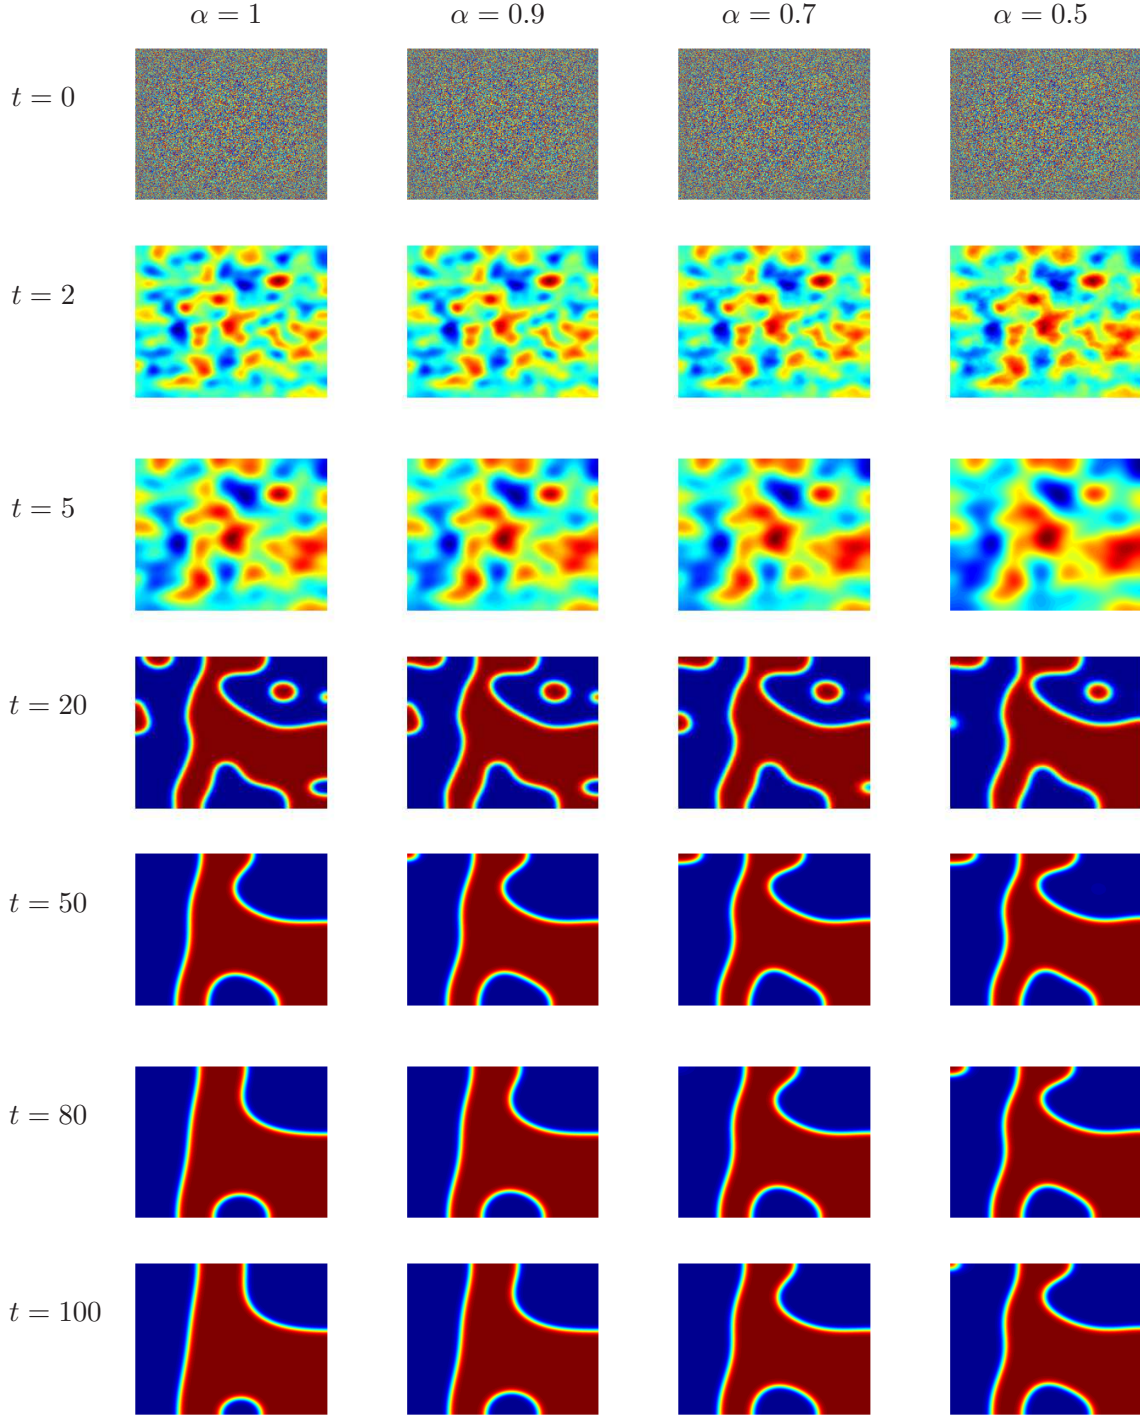 α = 1 α = 0.9 α = 0.7 α = 0.5
t = 0
t = 2
t = 5
t = 20
t = 50
t = 80
t = 100